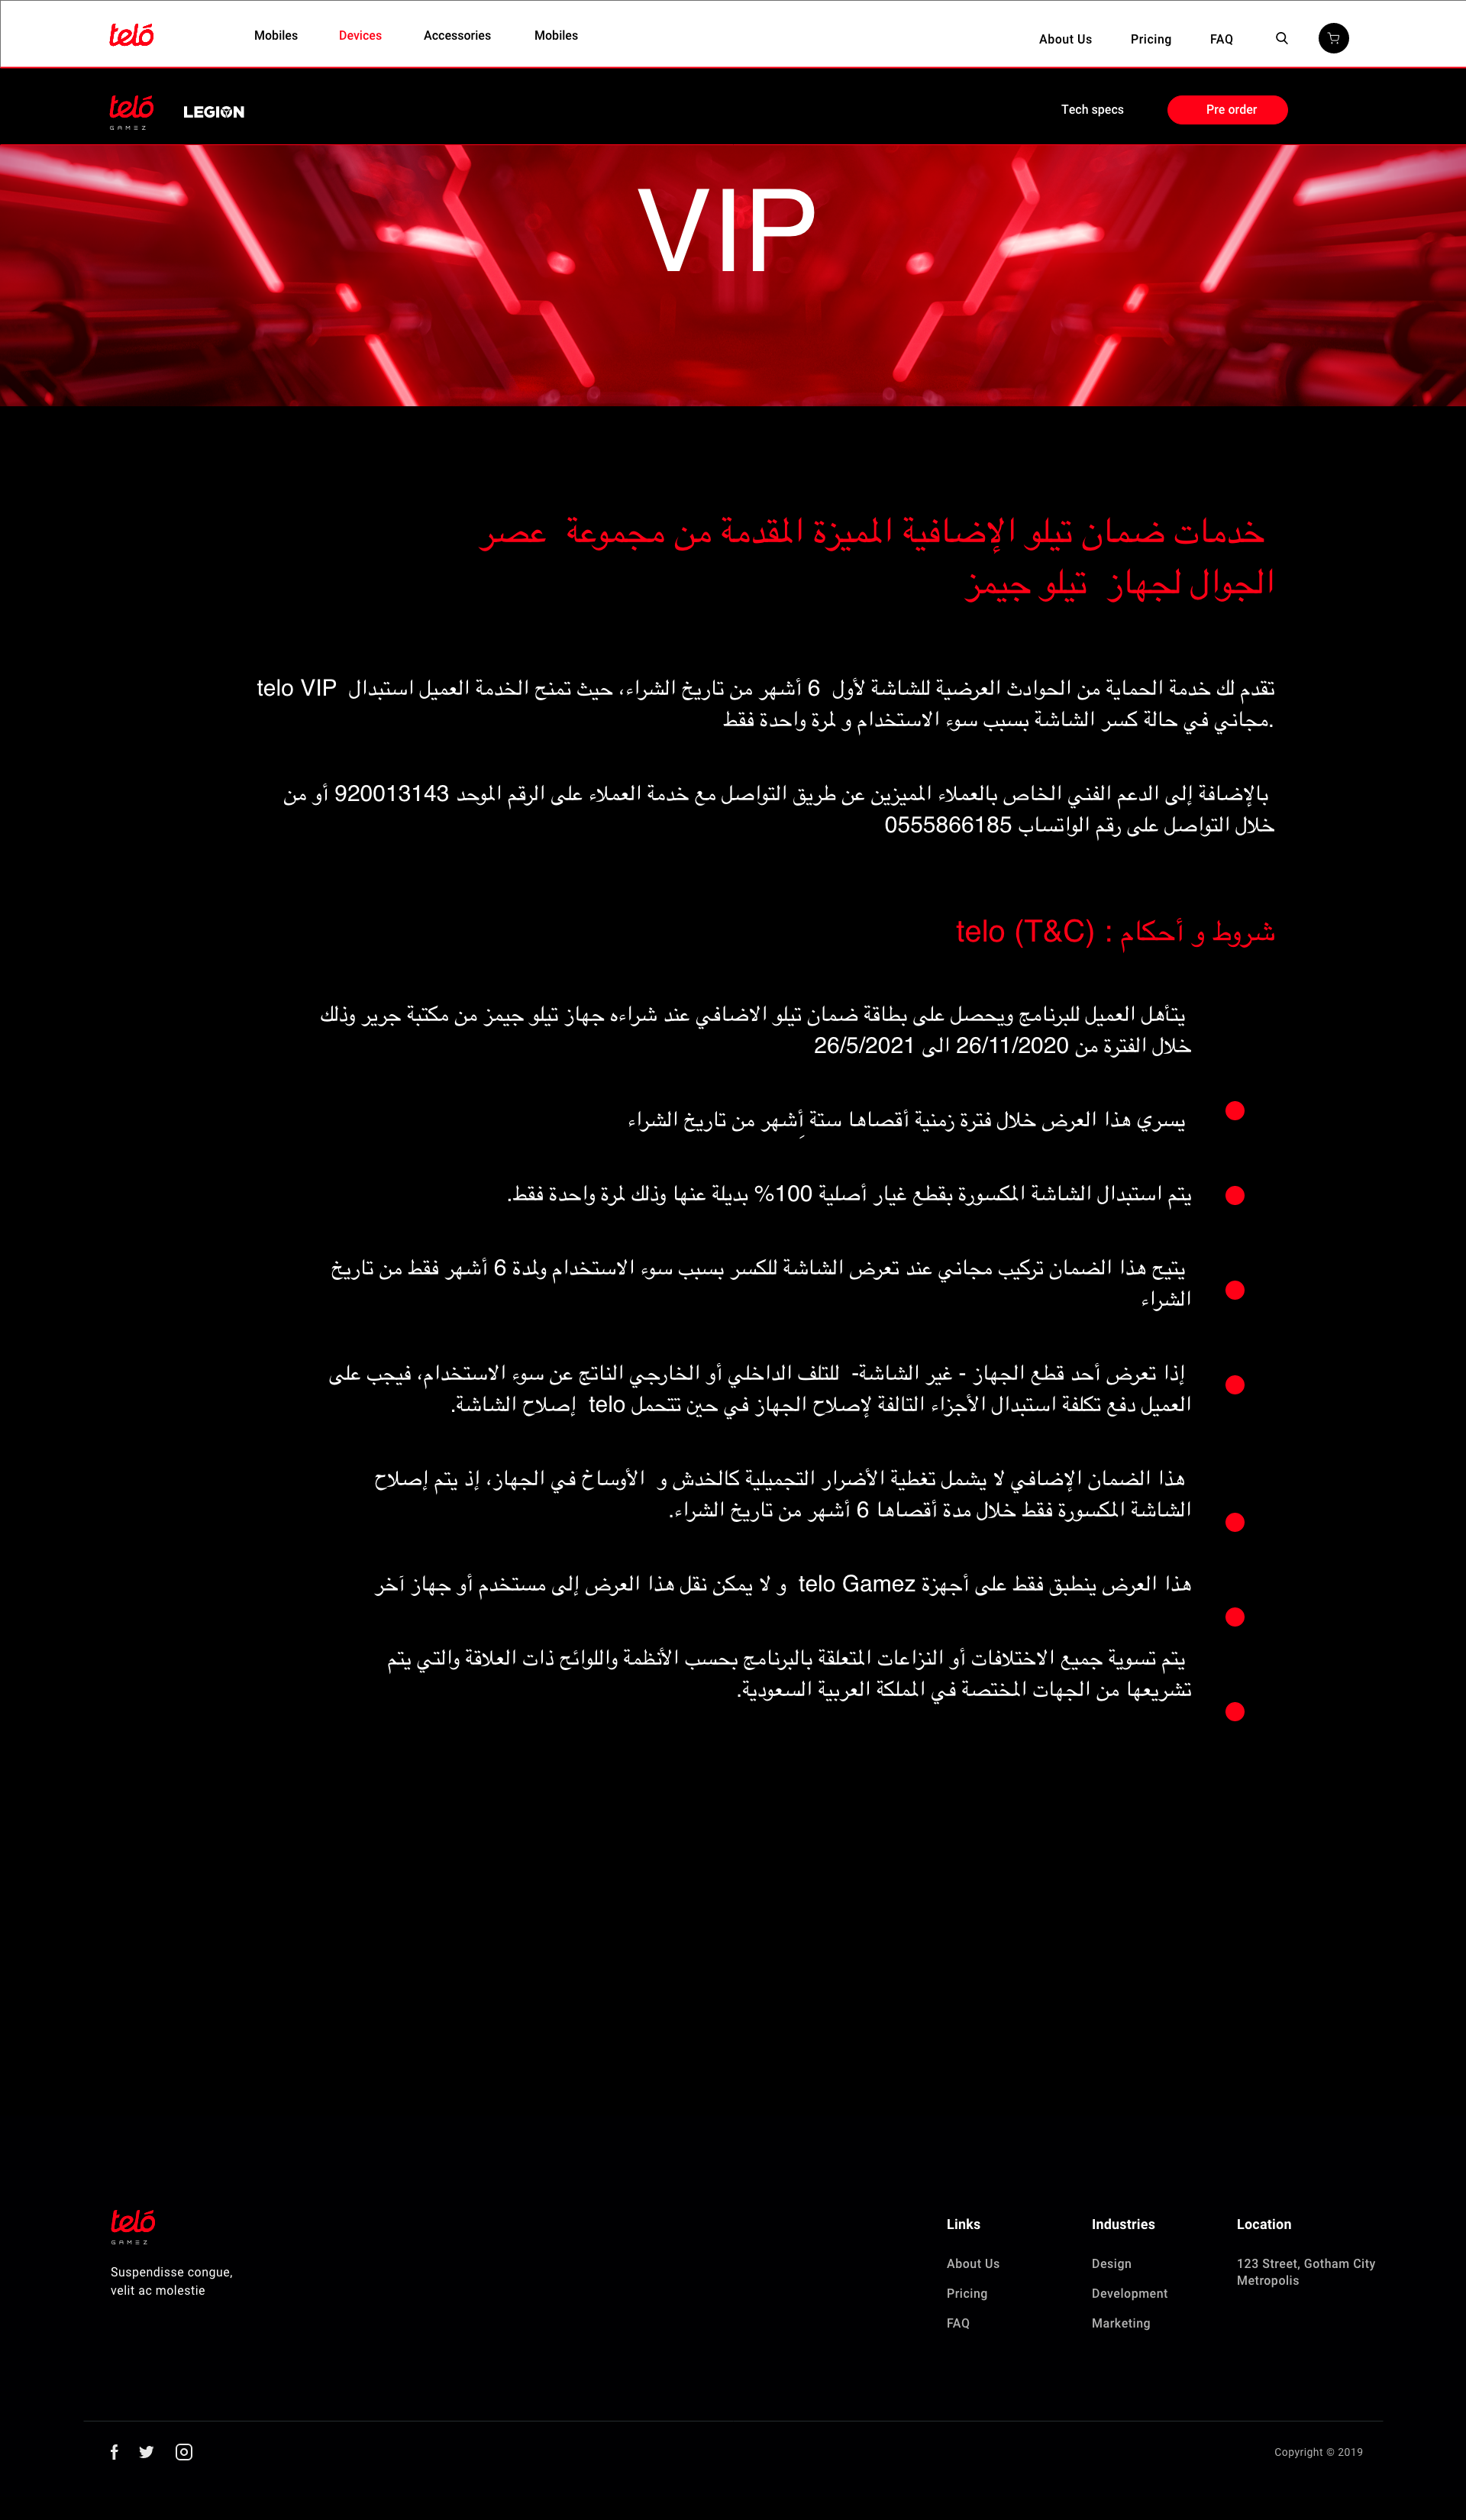 telo
Mobiles
Devices
Accessories
Mobiles
About Us
Pricing
FAQ
telo
GAMEZ
LEGION
Tech specs
Pre order
VIP
خدمات ضمان تيلو الإضافية المميزة المقدمة من مجموعة عصر
الجوال لجهاز تيلو جيمز
تقدم لك خدمة الحماية من الحوادث العرضية للشاشة لأول 6 أشهر من تاريخ الشراء، حيث تمنح الخدمة العميل استبدال telo VIP
.مجاني في حالة كسر الشاشة بسبب سوء الاستخدام و لمرة واحدة فقط
بالإضافة إلى الدعم الفني الخاص بالعملاء المميزين عن طريق التواصل مع خدمة العملاء على الرقم الموحد 920013143 أو من
خلال التواصل على رقم الواتساب 0555866185
شروط و أحكام : telo (T&C)
يتأهل العميل للبرنامج ويحصل على بطاقة ضمان تيلو الاضافي عند شراءه جهاز تيلو جيمز من مكتبة جرير وذلك
خلال الفترة من 26/11/2020 الى 26/5/2021
يسري هذا العرض خلال فترة زمنية أقصاها ستة أِشهر من تاريخ الشراء
يتم استبدال الشاشة المكسورة بقطع غيار أصلية 100% بديلة عنها وذلك لمرة واحدة فقط.
يتيح هذا الضمان تركيب مجاني عند تعرض الشاشة للكسر بسبب سوء الاستخدام ولمدة 6 أشهر فقط من تاريخ
الشراء
إذا تعرض أحد قطع الجهاز - غير الشاشة- للتلف الداخلي أو الخارجي الناتج عن سوء الاستخدام، فيجب على
العميل دفع تكلفة استبدال الأجزاء التالفة لإصلاح الجهاز في حين تتحمل telo إصلاح الشاشة.
هذا الضمان الإضافي لا يشمل تغطية الأضرار التجميلية كالخدش و الأوساخ في الجهاز، إذ يتم إصلاح
الشاشة المكسورة فقط خلال مدة أقصاها 6 أشهر من تاريخ الشراء.
هذا العرض ينطبق فقط على أجهزة telo Gamez و لا يمكن نقل هذا العرض إلى مستخدم أو جهاز آخر
يتم تسوية جميع الاختلافات أو النزاعات المتعلقة بالبرنامج بحسب الأنظمة واللوائح ذات العلاقة والتي يتم
تشريعها من الجهات المختصة في المملكة العربية السعودية.
telo
GAMEZ
Suspendisse congue,
velit ac molestie
Links
About Us
Pricing
FAQ
Industries
Design
Development
Marketing
Location
123 Street, Gotham City
Metropolis
Copyright © 2019